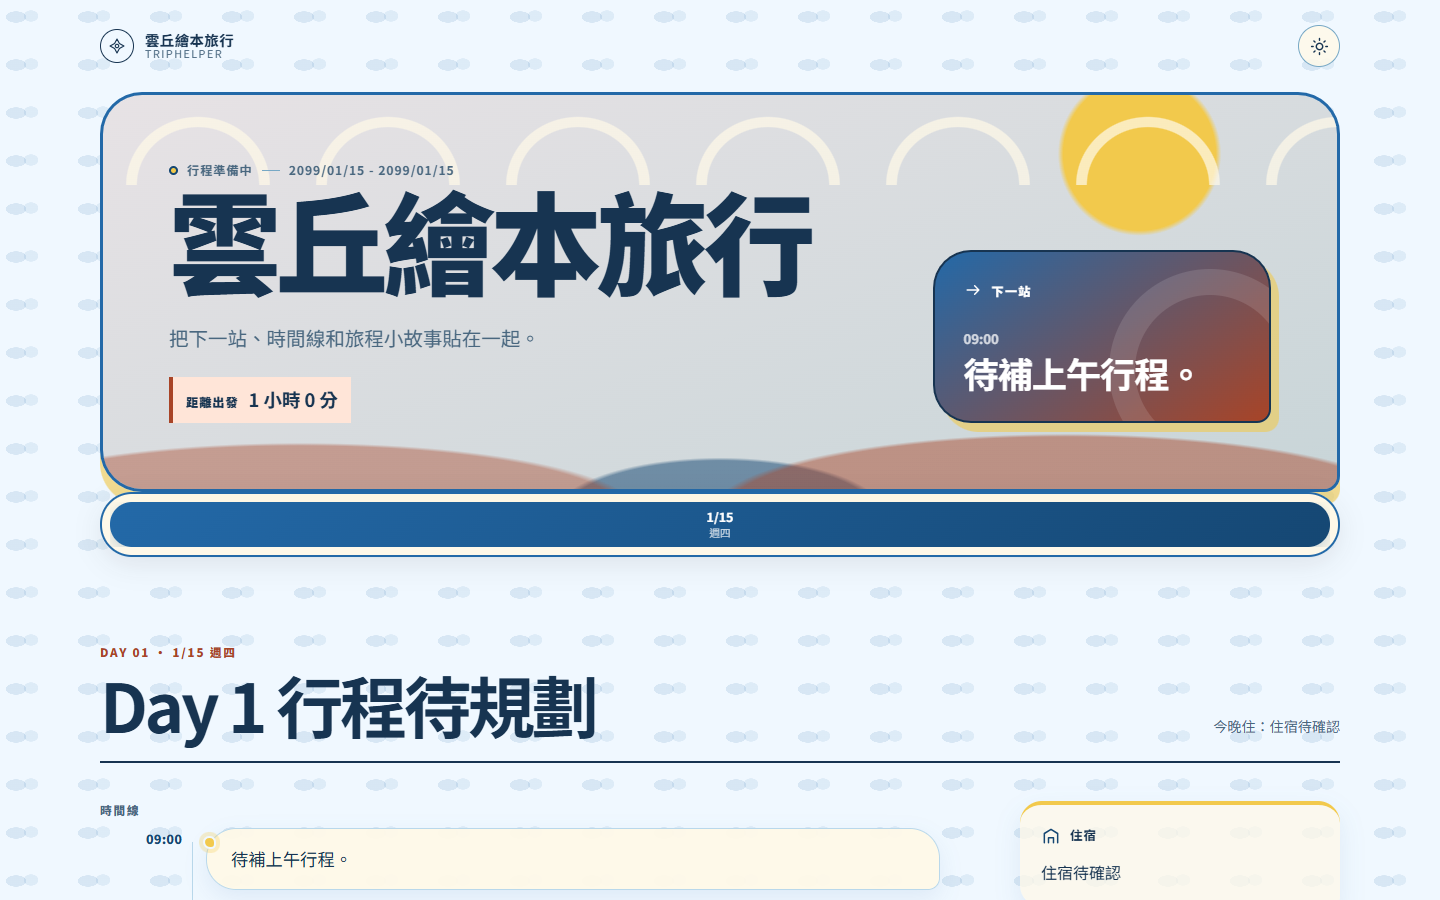 雲丘繪本旅行
TRIPHELPER
行程準備中 — 2099/01/15 - 2099/01/15
雲丘繪本旅行
把下一站、時間線和旅程小故事貼在一起。
距離出發 1 小時 0 分
→ 下一站
09:00
待補上午行程。
1/15
週四
DAY 01 · 1/15 週四
Day 1 行程待規劃
今晚住：住宿待確認
時間線
09:00
待補上午行程。
住宿
住宿待確認